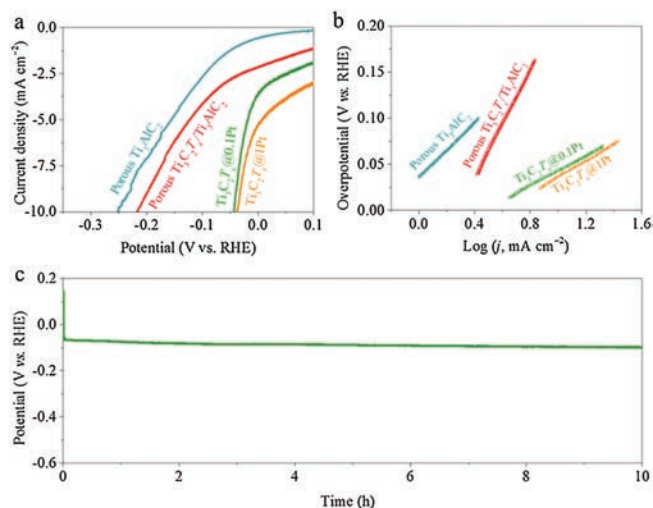 a
Current density (mA cm⁻²)
0.0
-2.5
-5.0
-7.5
-10.0
Porous Ti₃AlC₂
Porous Ti₃C₂Tₓ/Ti₃AlC₂
Ti₃C₂Tₓ@0.1Pt
Ti₃C₂Tₓ@1Pt
-0.3 -0.2 -0.1 0.0 0.1
Potential (V vs. RHE)
b
Overpotential (V vs. RHE)
0.20
0.15
0.10
0.05
0.00
Porous Ti₃AlC₂
Porous Ti₃C₂Tₓ/Ti₃AlC₂
Ti₃C₂Tₓ@0.1Pt
Ti₃C₂Tₓ@1Pt
0.0 0.4 0.8 1.2 1.6
Log (j, mA cm⁻²)
c
Potential (V vs. RHE)
0.2
0.0
-0.2
-0.4
-0.6
0 2 4 6 8 10
Time (h)